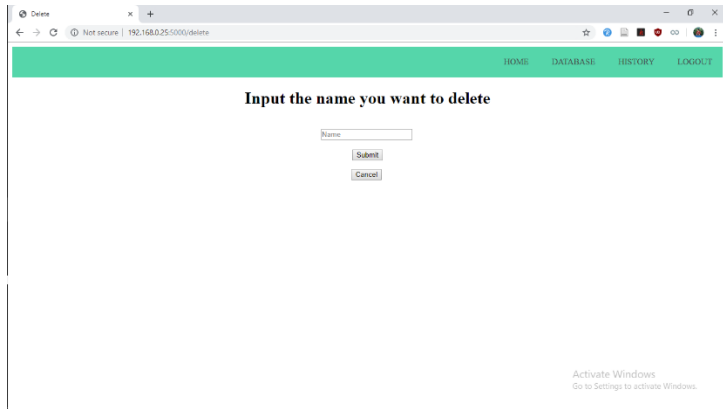 Delete
Not secure | 192.168.0.25:5000/delete
HOME DATABASE HISTORY LOGOUT
Input the name you want to delete
Name
Submit
Cancel
Activate Windows
Go to Settings to activate Windows.